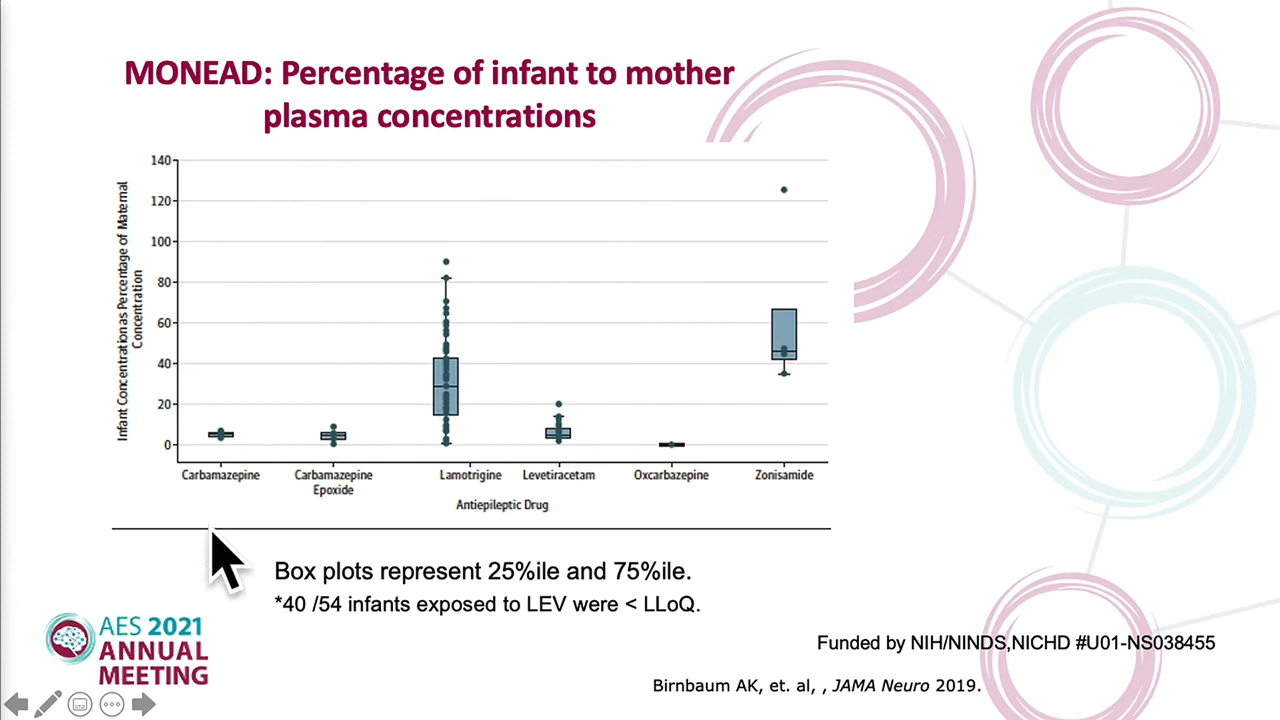 MONEAD: Percentage of infant to mother
plasma concentrations
Infant Concentration as Percentage of Maternal
Concentration
140
120
100
80
60
40
20
0
Carbamazepine
Carbamazepine
Epoxide
Lamotrigine
Levetiracetam
Oxcarbazepine
Zonisamide
Antiepileptic Drug
Box plots represent 25%ile and 75%ile.
*40 /54 infants exposed to LEV were < LLoQ.
AES 2021
ANNUAL
MEETING
Funded by NIH/NINDS,NICHD #U01-NS038455
Birnbaum AK, et. al, , JAMA Neuro 2019.